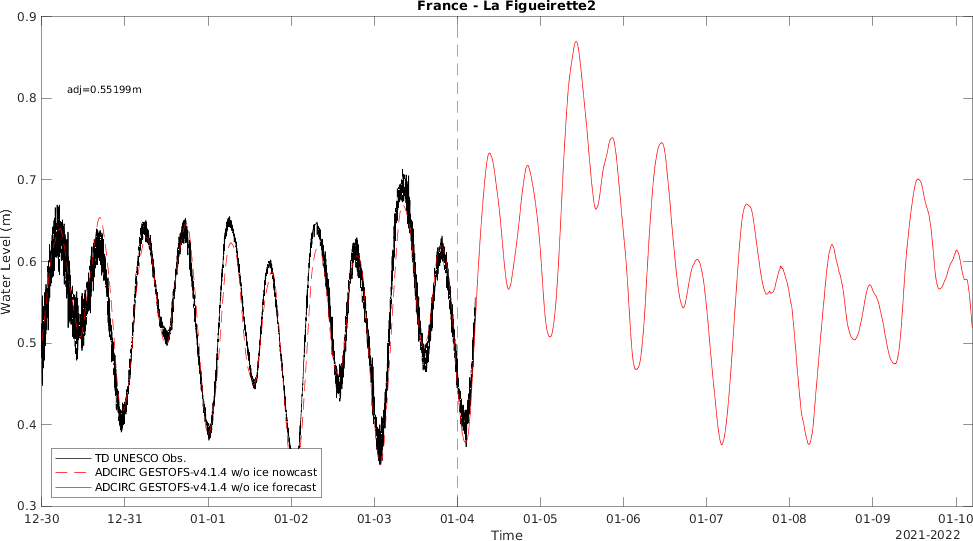 France - La Figueirette2
0.9
0.8
0.7
0.6
0.5
0.4
0.3
Water Level (m)
adj=0.55199m
TD UNESCO Obs.
ADCIRC GESTOFS-v4.1.4 w/o ice nowcast
ADCIRC GESTOFS-v4.1.4 w/o ice forecast
12-30 12-31 01-01 01-02 01-03 01-04 01-05 01-06 01-07 01-08 01-09 01-10
Time
2021-2022